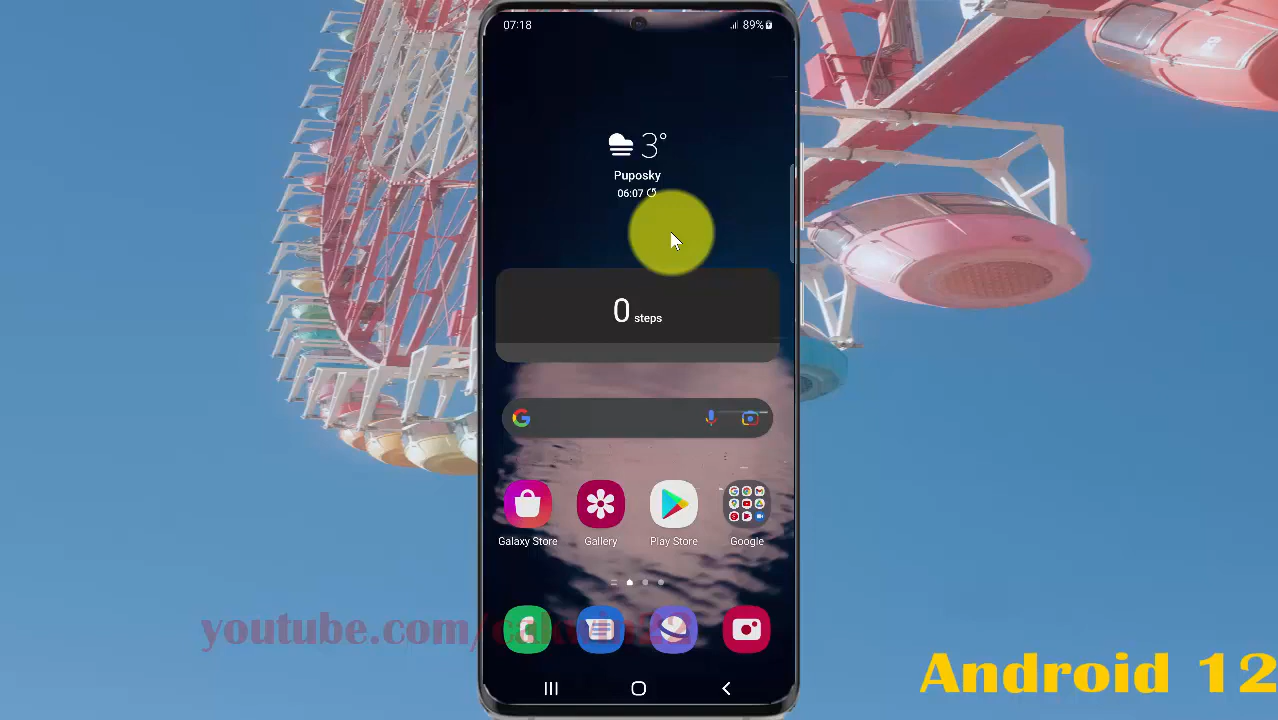 07:18
89%
3°
Puposky
06:07
0 steps
Galaxy Store
Gallery
Play Store
Google
youtube.com/
Android 12